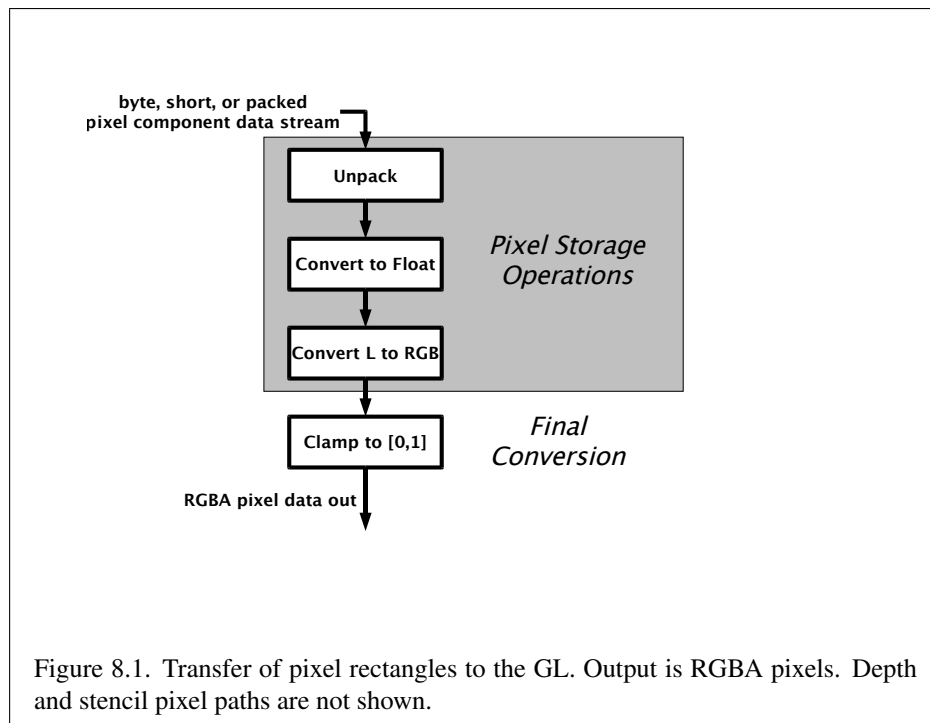 byte, short, or packed
pixel component data stream
Unpack
Convert to Float
Pixel Storage
Operations
Convert L to RGB
Clamp to [0,1]
Final
Conversion
RGBA pixel data out
Figure 8.1. Transfer of pixel rectangles to the GL. Output is RGBA pixels. Depth
and stencil pixel paths are not shown.